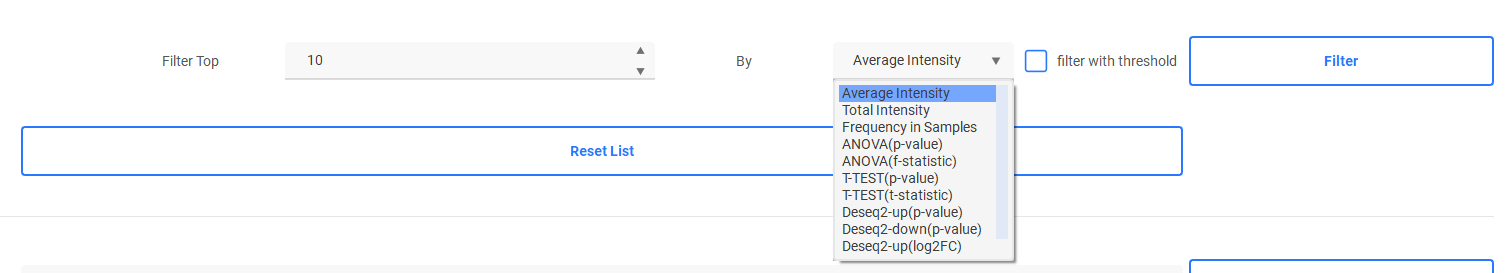 Filter Top 10 By Average Intensity filter with threshold Filter
Average Intensity
Total Intensity
Frequency in Samples
ANOVA(p-value)
Reset List
ANOVA(f-statistic)
T-TEST(p-value)
T-TEST(t-statistic)
Deseq2-up(p-value)
Deseq2-down(p-value)
Deseq2-up(log2FC)